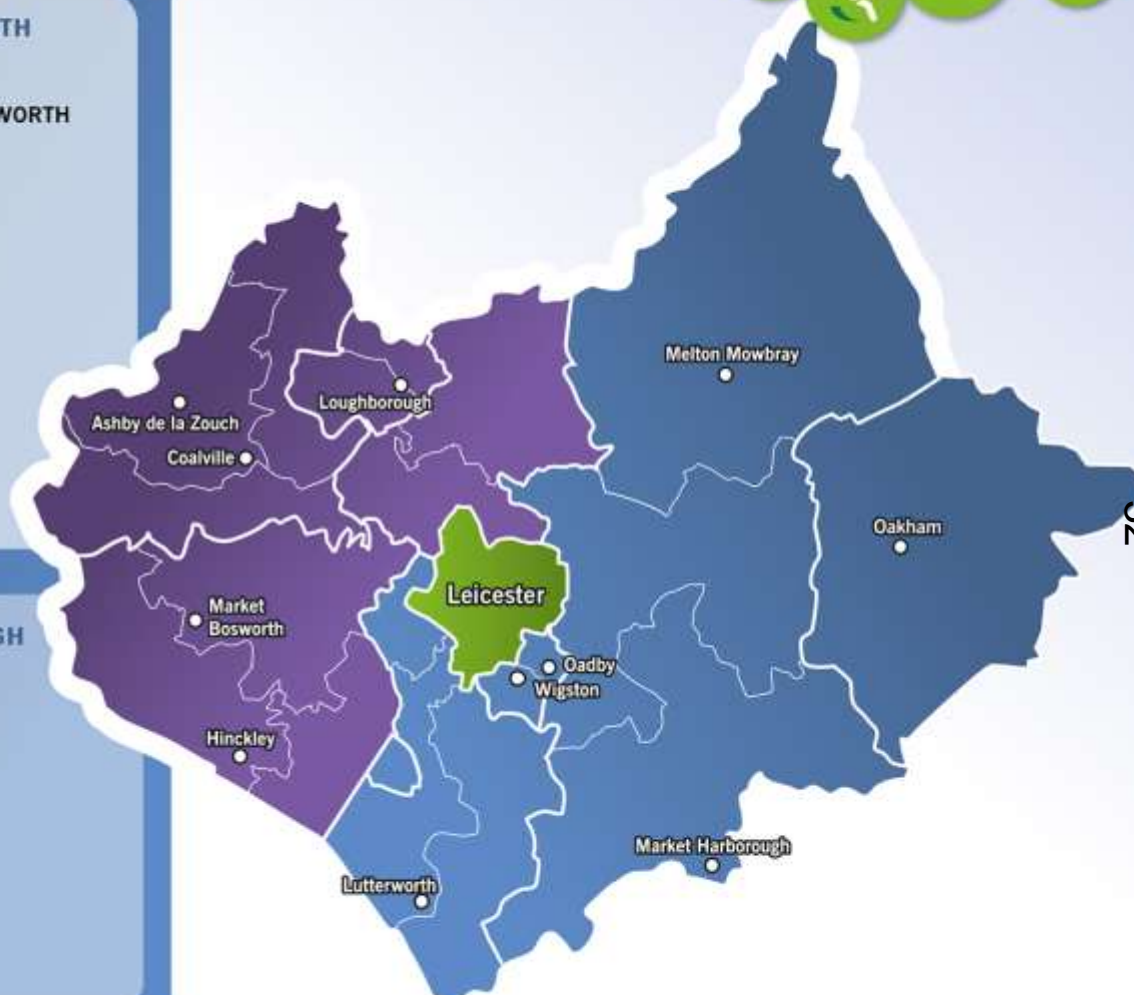 TH
WORTH
GH
Melton Mowbray
Loughborough
Ashby de la Zouch
Coalville
Oakham
Leicester
Market
Bosworth
Oadby
Wigston
Hinckley
Market Harborough
Lutterworth